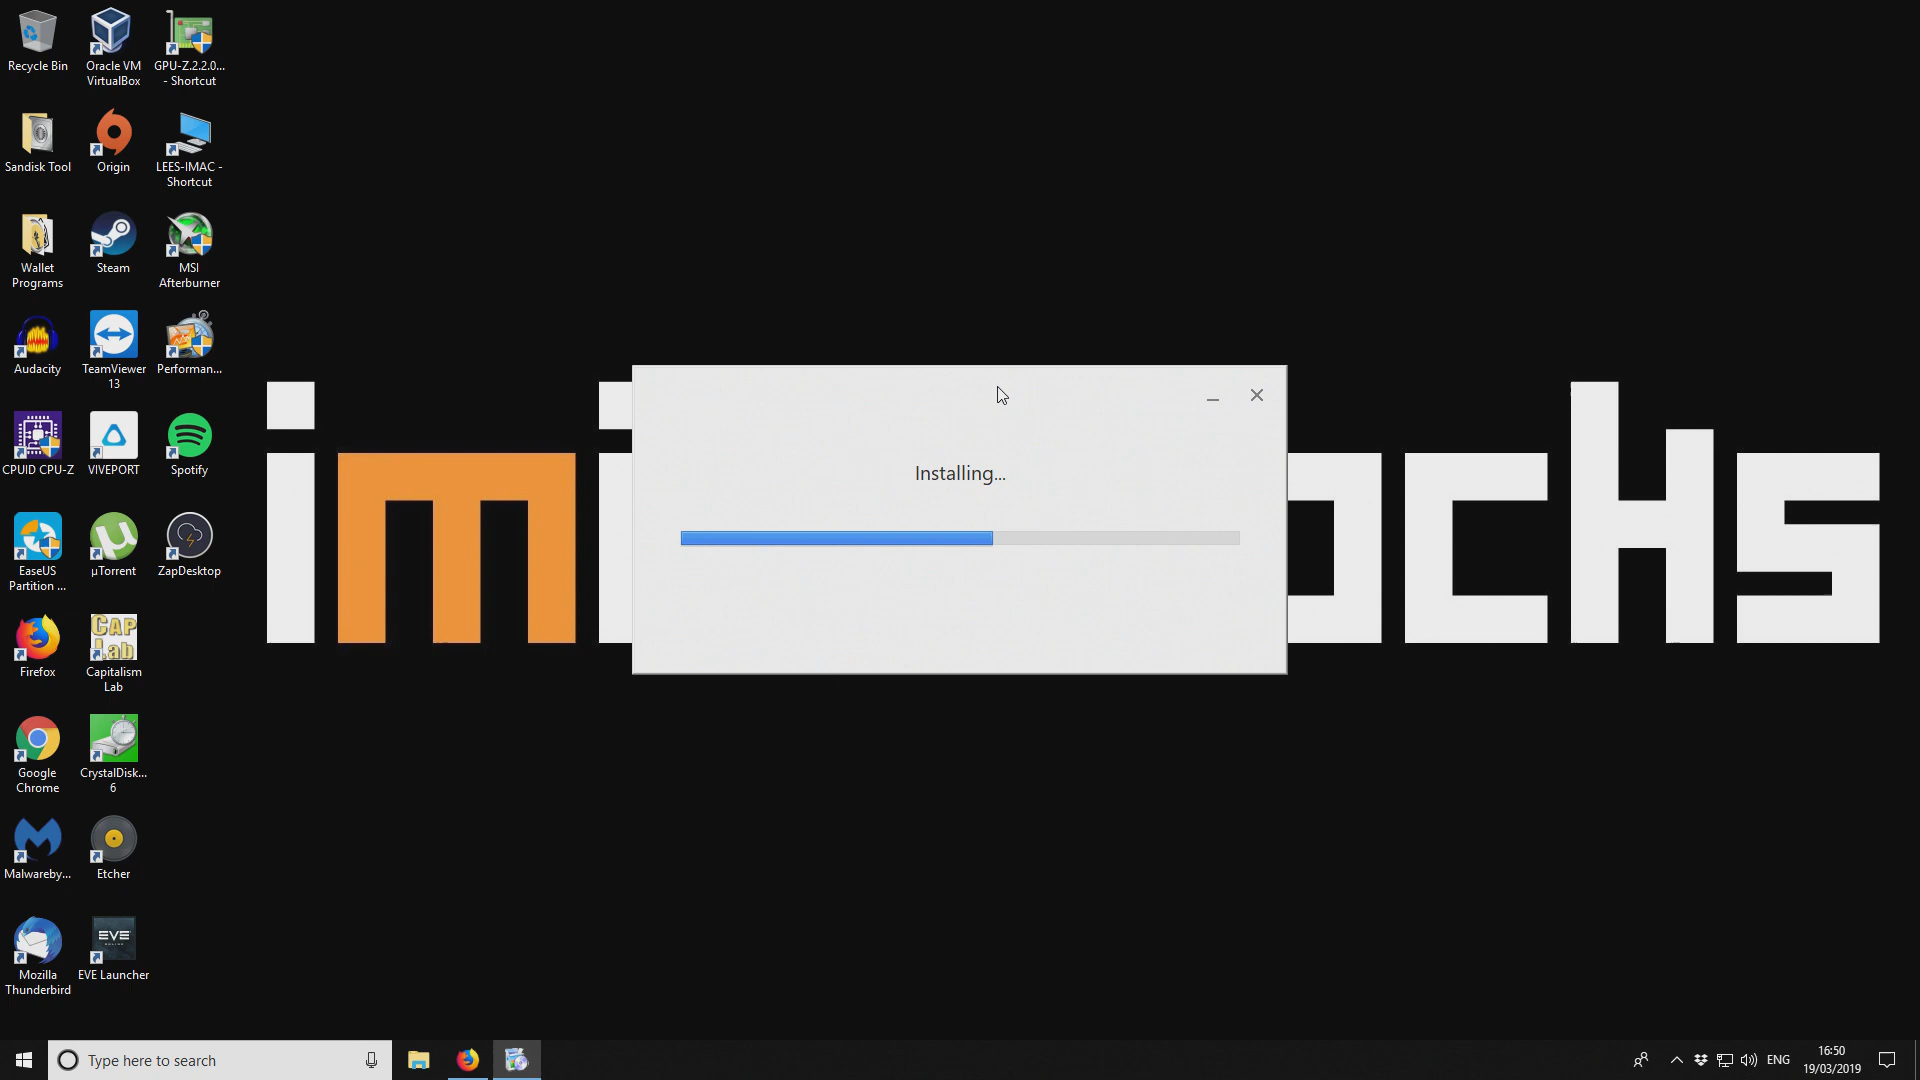 Recycle Bin
Oracle VM
VirtualBox
GPU-Z.2.2.0...
- Shortcut
Sandisk Tool
Origin
LEES-IMAC -
Shortcut
Wallet
Programs
Steam
MSI
Afterburner
Audacity
TeamViewer
13
Performan...
CPUID CPU-Z
VIVEPORT
Spotify
EaseUS
Partition ...
µTorrent
ZapDesktop
Firefox
CAP
Lab
Capitalism
Lab
Google
Chrome
CrystalDisk...
6
Malwareby...
Etcher
Mozilla
Thunderbird
EVE
ONLINE
EVE Launcher
im
ocks
Installing...
Type here to search
ENG
16:50
19/03/2019